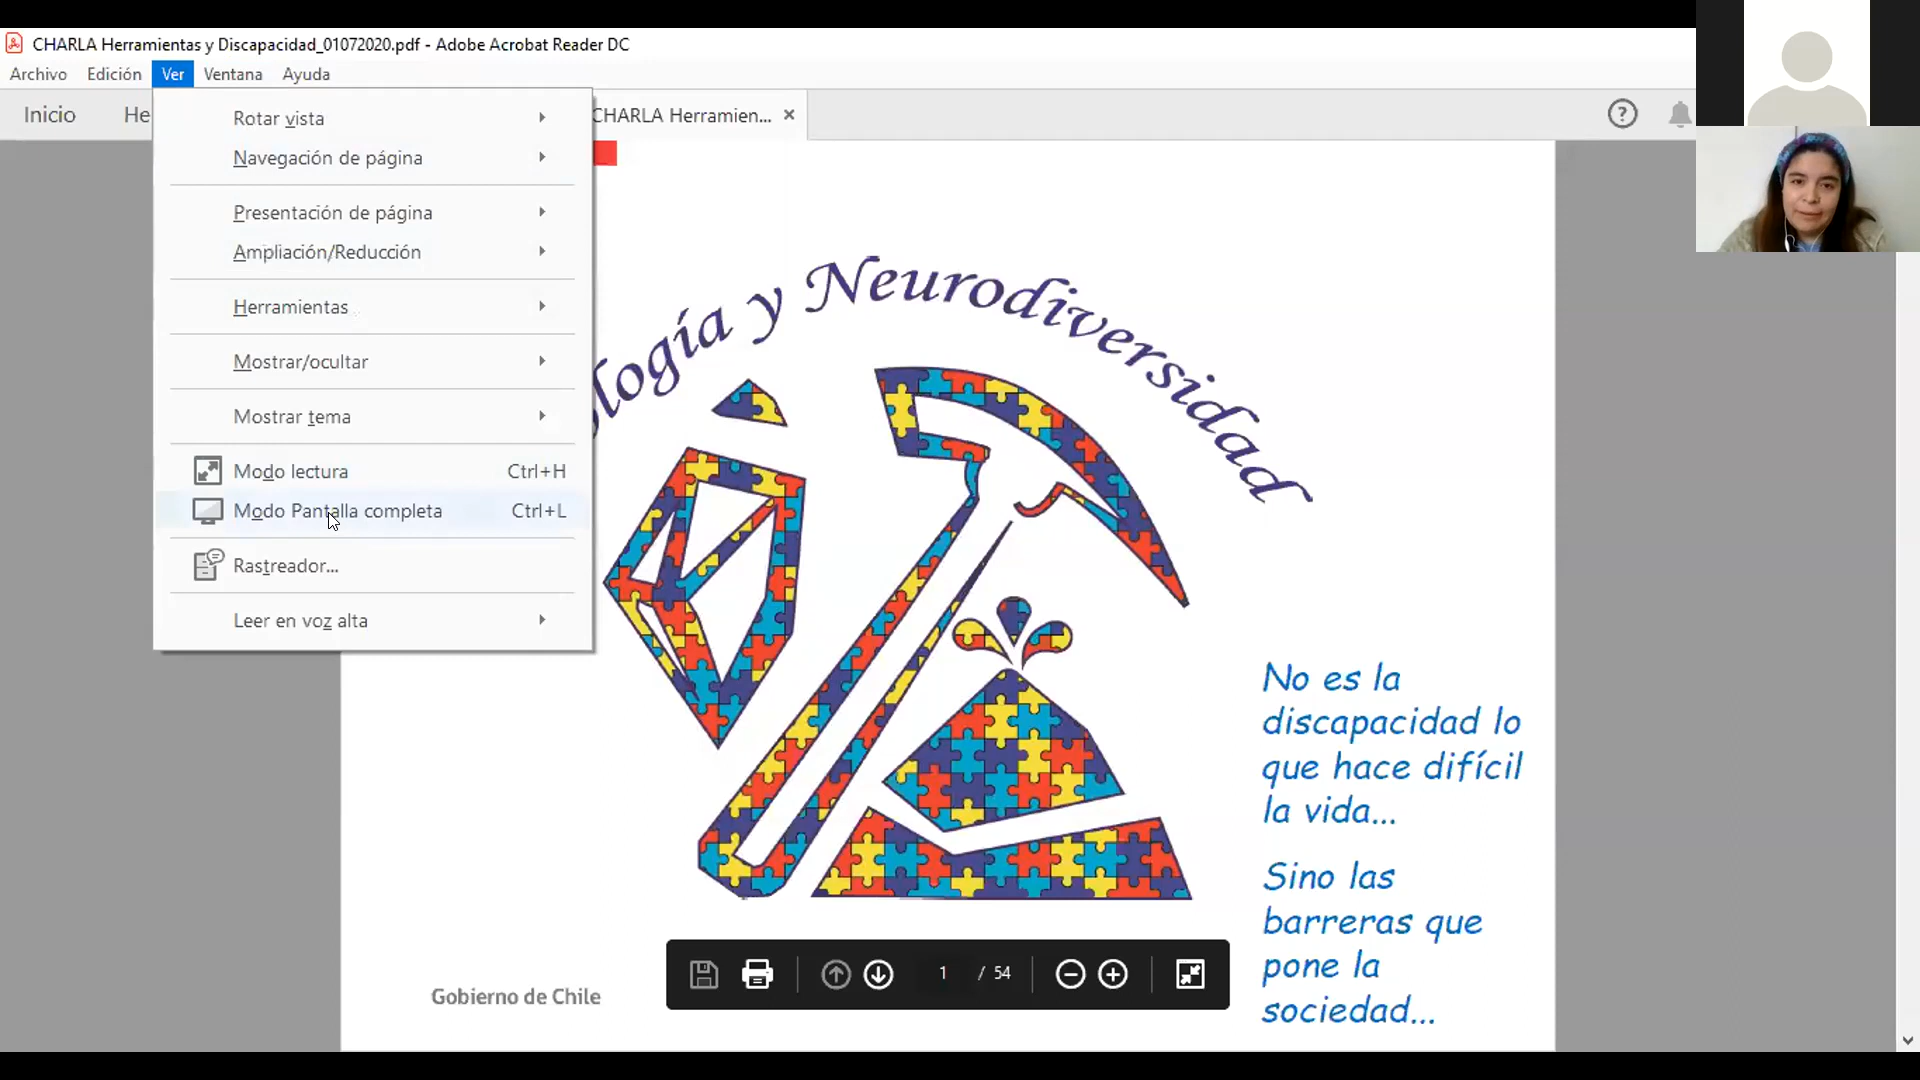 CHARLA Herramientas y Discapacidad_01072020.pdf - Adobe Acrobat Reader DC
Archivo Edición Ver Ventana Ayuda
Inicio He CHARLA Herramien... ×
Rotar vista
Navegación de página
Presentación de página
Ampliación/Reducción
Herramientas
Mostrar/ocultar
Mostrar tema
Modo lectura Ctrl+H
Modo Pantalla completa Ctrl+L
Rastreador...
Leer en voz alta
ología y Neurodiversidad
No es la
discapacidad lo
que hace difícil
la vida...
Sino las
barreras que
pone la
sociedad...
1 / 54
Gobierno de Chile